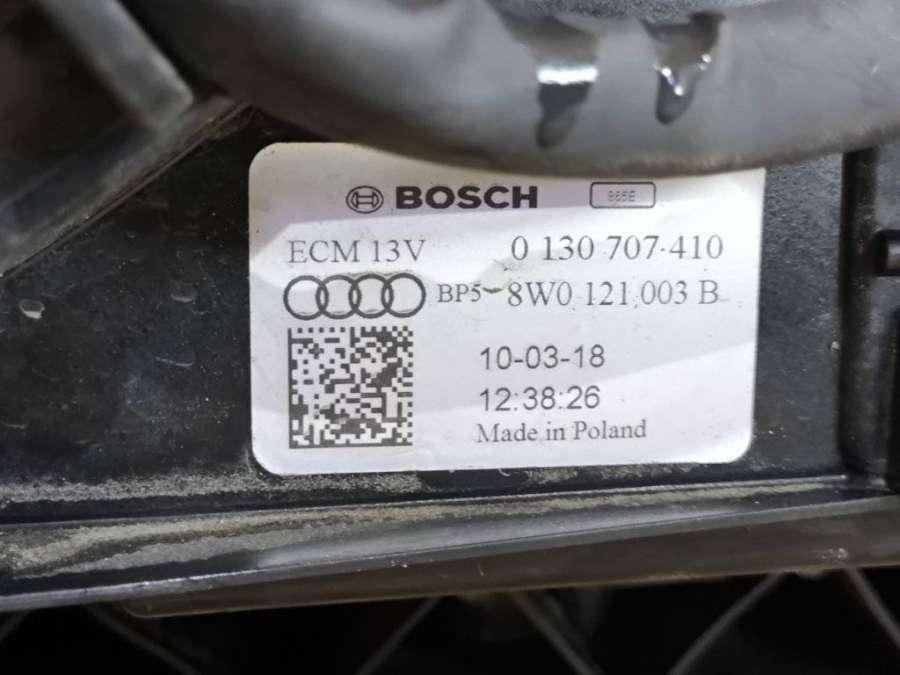 BOSCH
ECM 13V 0 130 707 410
BP5 8W0 121 003 B
10-03-18
12:38:26
Made in Poland